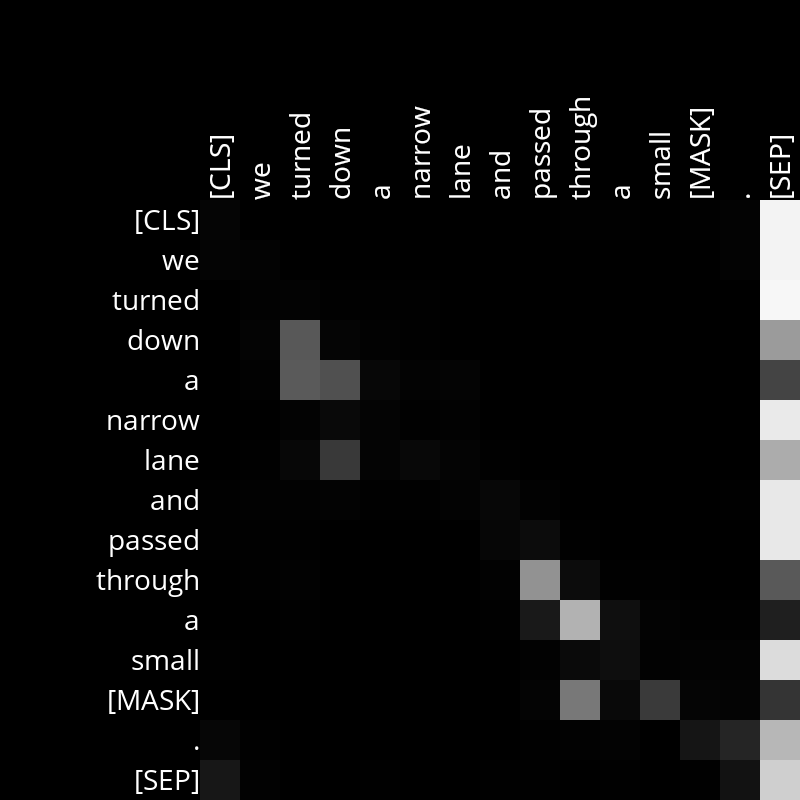 [CLS] we turned down a narrow lane and passed through a small [MASK] . [SEP]
[CLS]
we
turned
down
a
narrow
lane
and
passed
through
a
small
[MASK]
.
[SEP]